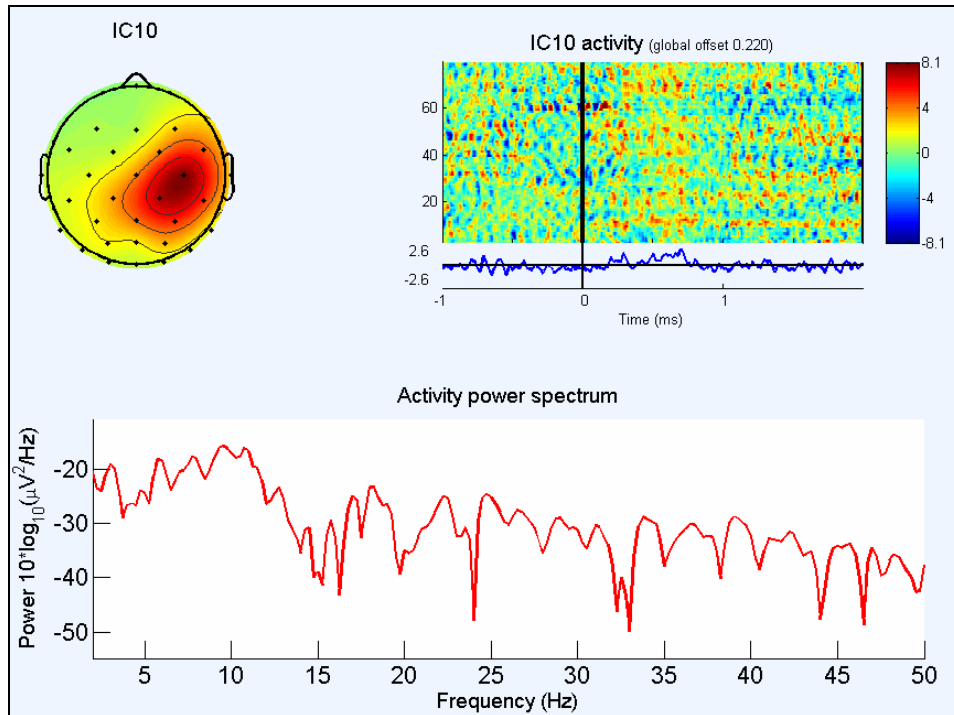 IC10
IC10 activity (global offset 0.220)
60
40
20
8.1
4
0
-4
-8.1
2.6
-2.6
-1 0 1
Time (ms)
Activity power spectrum
Power 10*log10(μV2/Hz)
-20
-30
-40
-50
5 10 15 20 25 30 35 40 45 50
Frequency (Hz)